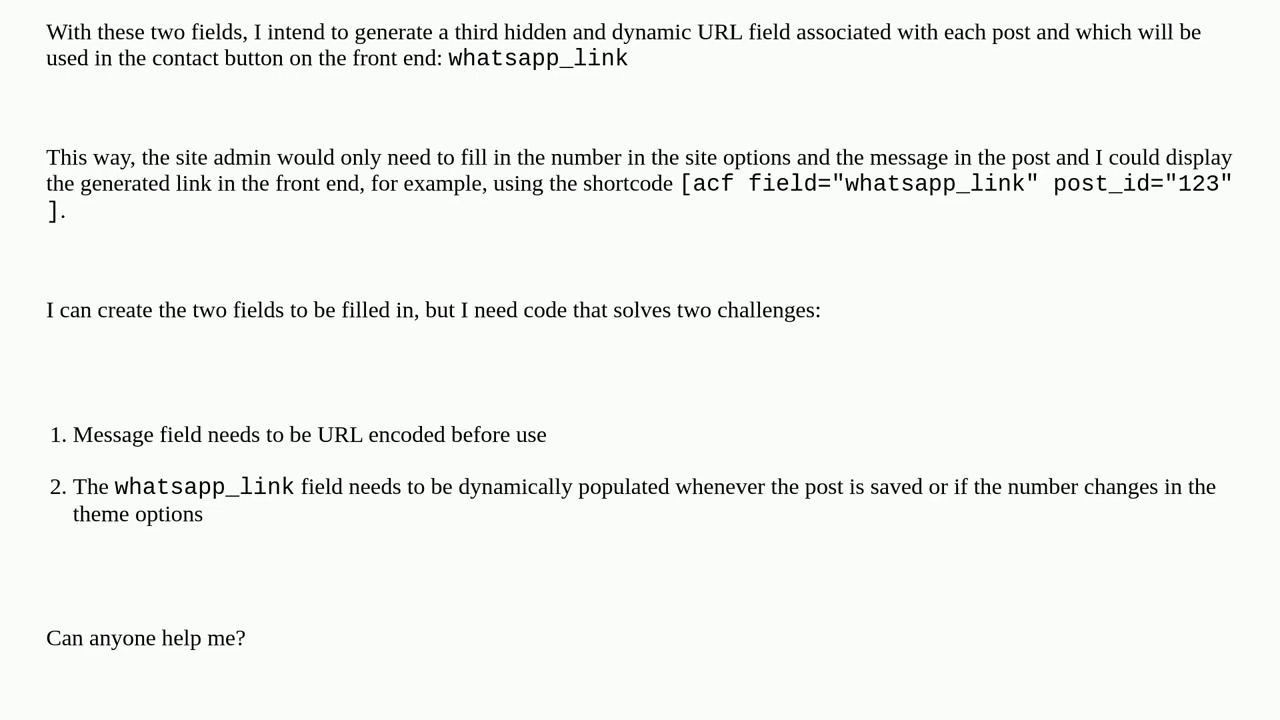 With these two fields, I intend to generate a third hidden and dynamic URL field associated with each post and which will be
used in the contact button on the front end: whatsapp_link
This way, the site admin would only need to fill in the number in the site options and the message in the post and I could display
the generated link in the front end, for example, using the shortcode [acf field="whatsapp_link" post_id="123"
].
I can create the two fields to be filled in, but I need code that solves two challenges:
1. Message field needs to be URL encoded before use
2. The whatsapp_link field needs to be dynamically populated whenever the post is saved or if the number changes in the
theme options
Can anyone help me?